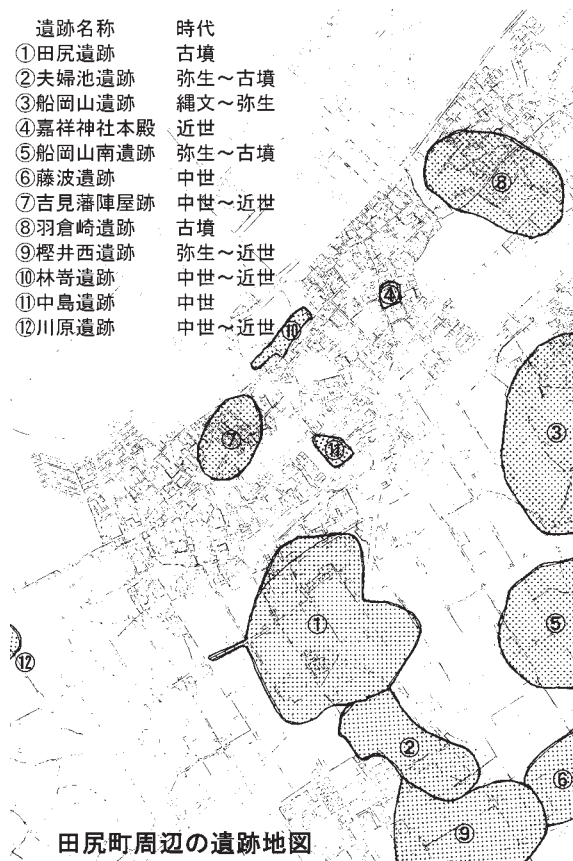 遺跡名称 時代
①田尻遺跡 古墳
②夫婦池遺跡 弥生～古墳
③船岡山遺跡 縄文～弥生
④嘉祥神社本殿 近世
⑤船岡山南遺跡 弥生～古墳
⑥藤波遺跡 中世
⑦吉見藩陣屋跡 中世～近世
⑧羽倉崎遺跡 古墳
⑨樫井西遺跡 弥生～近世
⑩林嵜遺跡 中世～近世
⑪中島遺跡 中世
⑫川原遺跡 中世～近世
⑧
④
⑩
③
⑦
⑪
①
⑤
⑫
②
⑥
⑨
田尻町周辺の遺跡地図